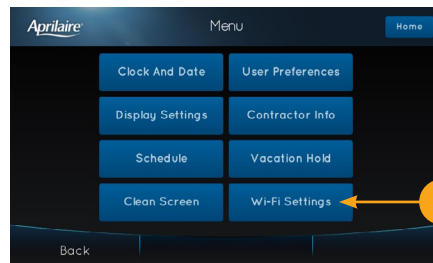 Aprilaire Menu Home
Clock And Date User Preferences
Display Settings Contractor Info
Schedule Vacation Hold
Clean Screen Wi-Fi Settings
Back